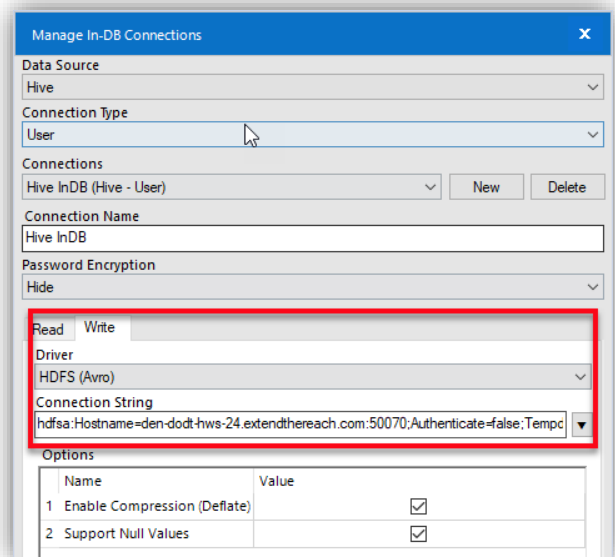 Manage In-DB Connections x
Data Source
Hive
Connection Type
User
Connections
Hive InDB (Hive - User) New Delete
Connection Name
Hive InDB
Password Encryption
Hide
Read Write
Driver
HDFS (Avro)
Connection String
hdfsa:Hostname=den-dodt-hws-24.extendthereach.com:50070;Authenticate=false;Tempc
Options
Name Value
1 Enable Compression (Deflate)
2 Support Null Values